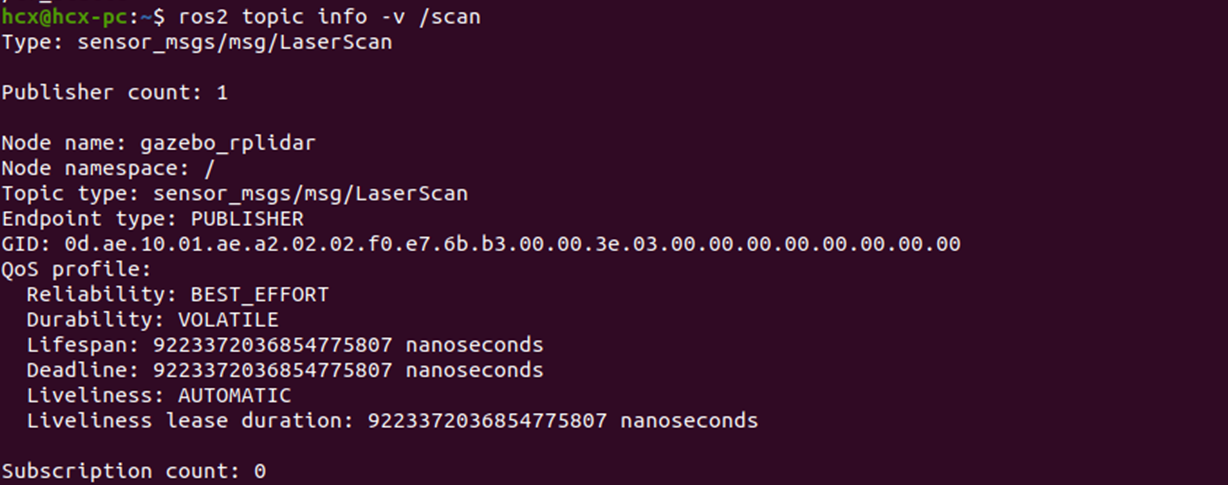 hcx@hcx-pc:~$ ros2 topic info -v /scan
Type: sensor_msgs/msg/LaserScan
Publisher count: 1
Node name: gazebo_rplidar
Node namespace: /
Topic type: sensor_msgs/msg/LaserScan
Endpoint type: PUBLISHER
GID: 0d.ae.10.01.ae.a2.02.02.f0.e7.6b.b3.00.00.3e.03.00.00.00.00.00.00.00.00
QoS profile:
  Reliability: BEST_EFFORT
  Durability: VOLATILE
  Lifespan: 9223372036854775807 nanoseconds
  Deadline: 9223372036854775807 nanoseconds
  Liveliness: AUTOMATIC
  Liveliness lease duration: 9223372036854775807 nanoseconds
Subscription count: 0